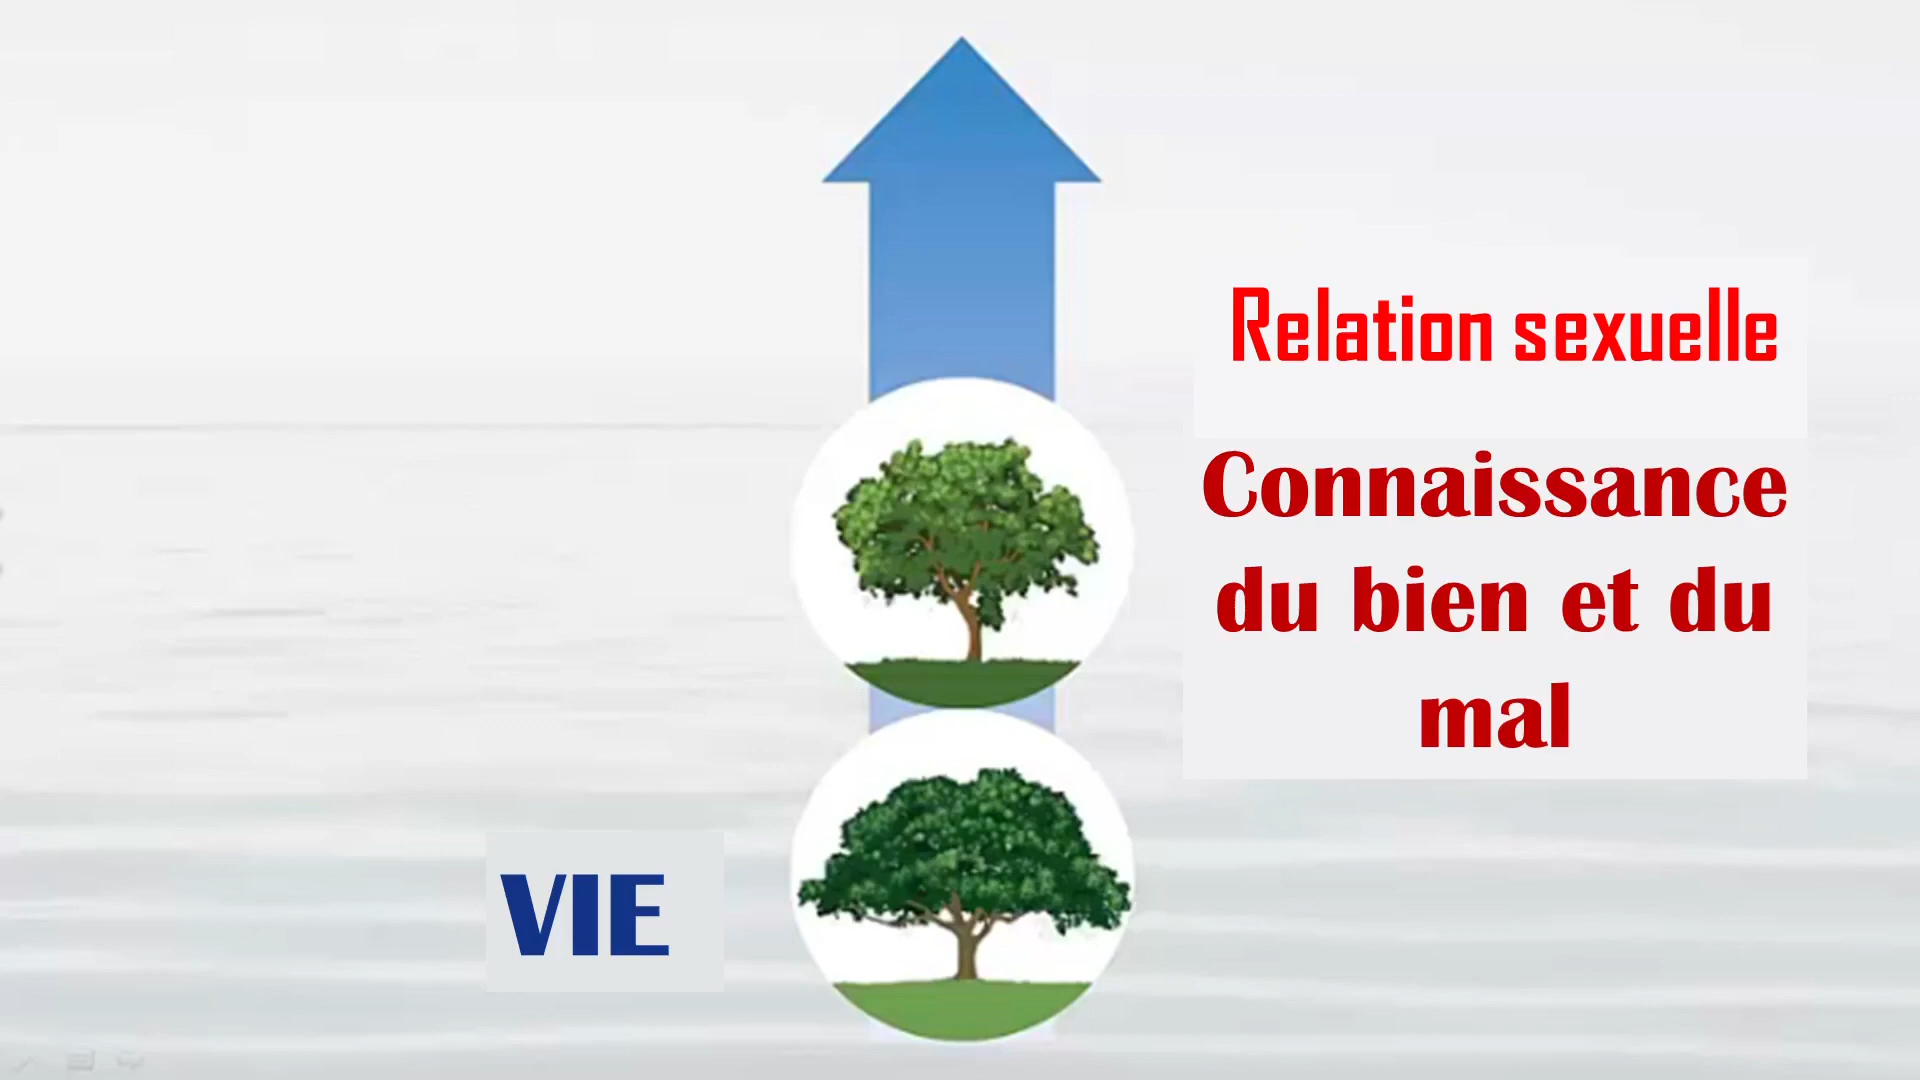 Relation sexuelle
Connaissance
du bien et du
mal
VIE